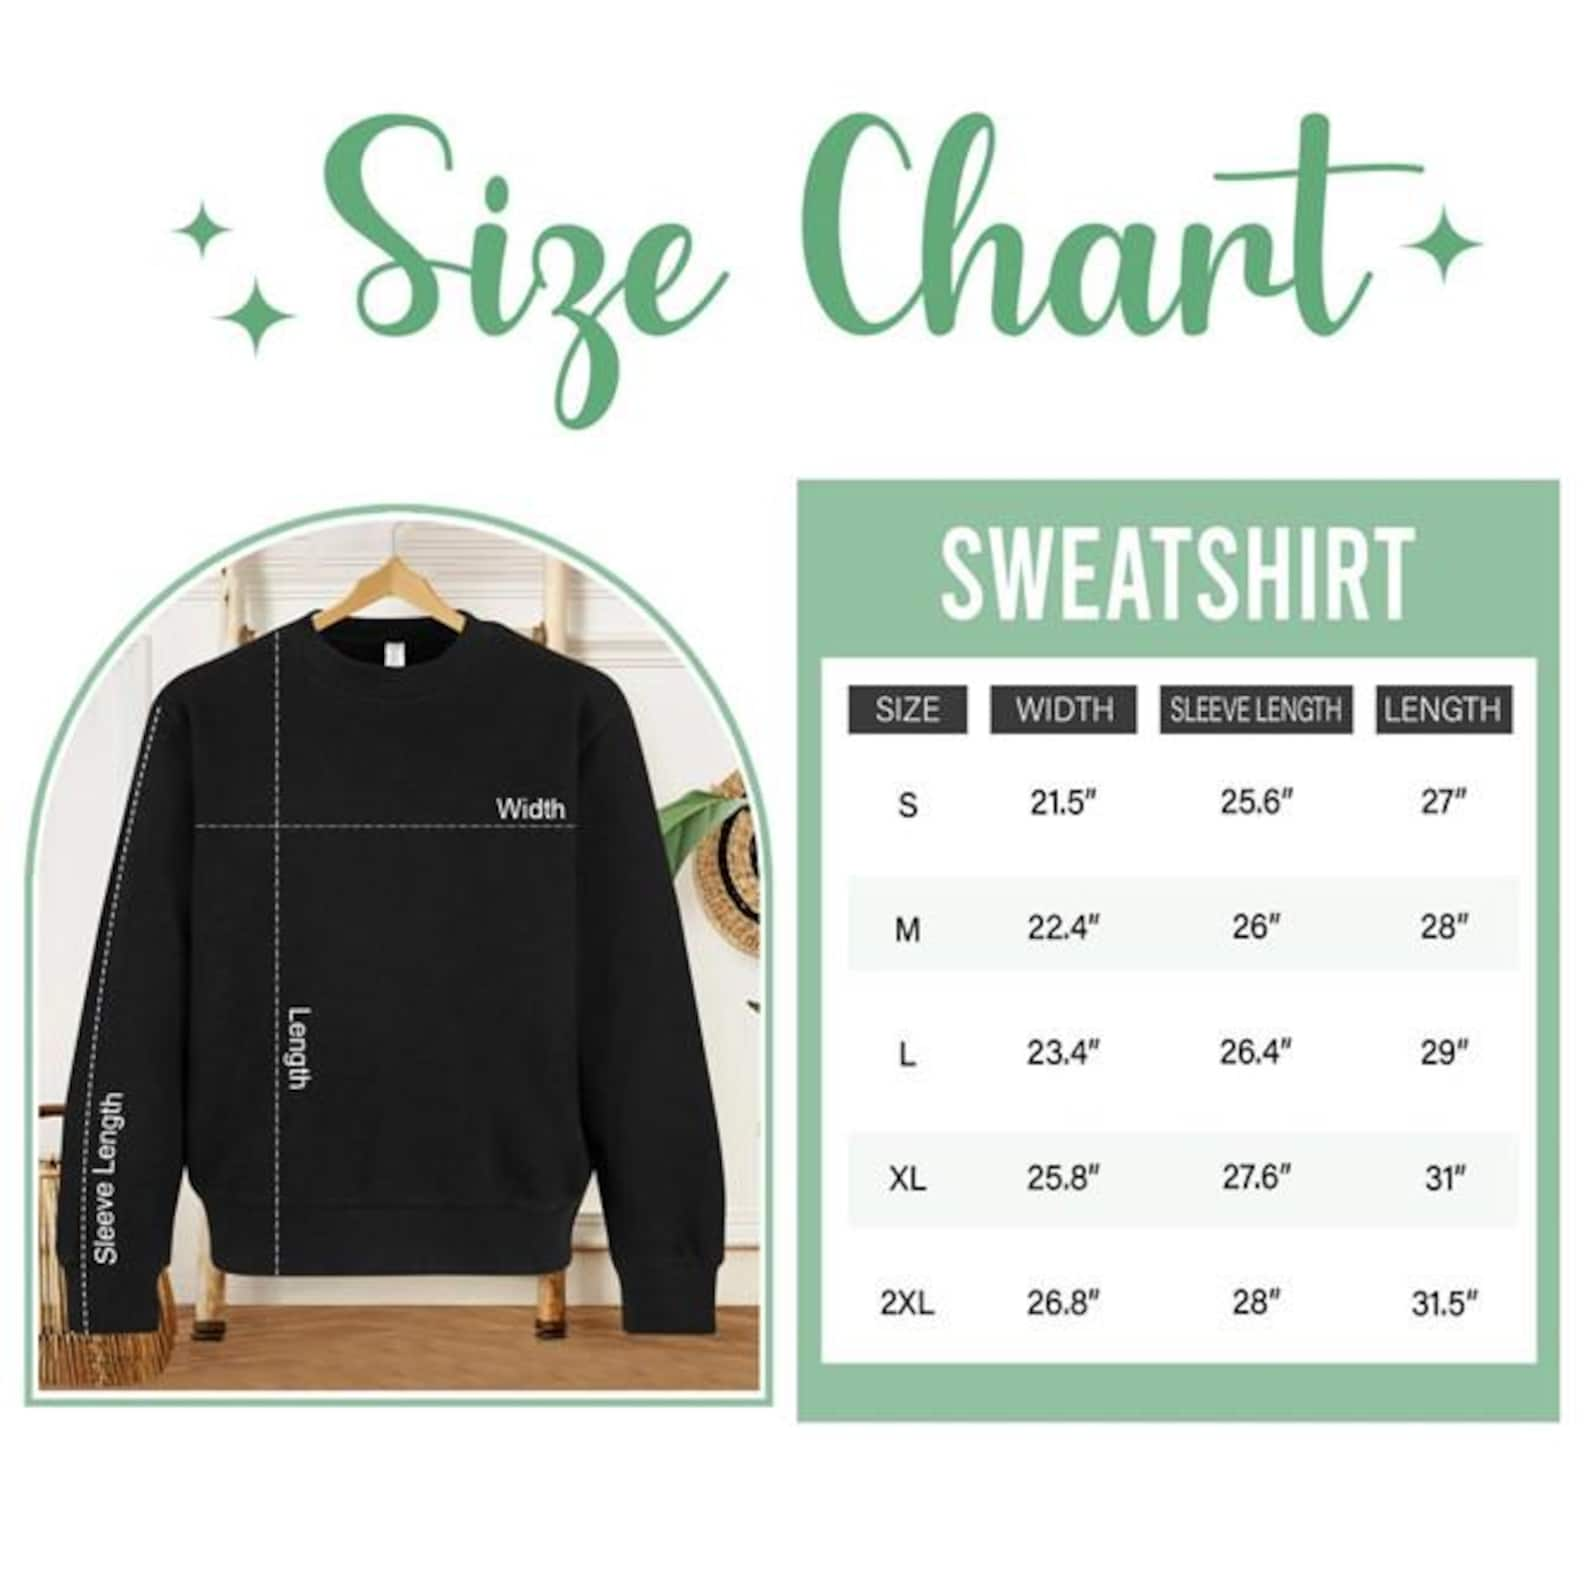 Size Chart
Width
Length
Sleeve Length
SWEATSHIRT
SIZE WIDTH SLEEVE LENGTH LENGTH
S 21.5" 25.6" 27"
M 22.4" 26" 28"
L 23.4" 26.4" 29"
XL 25.8" 27.6" 31"
2XL 26.8" 28" 31.5"